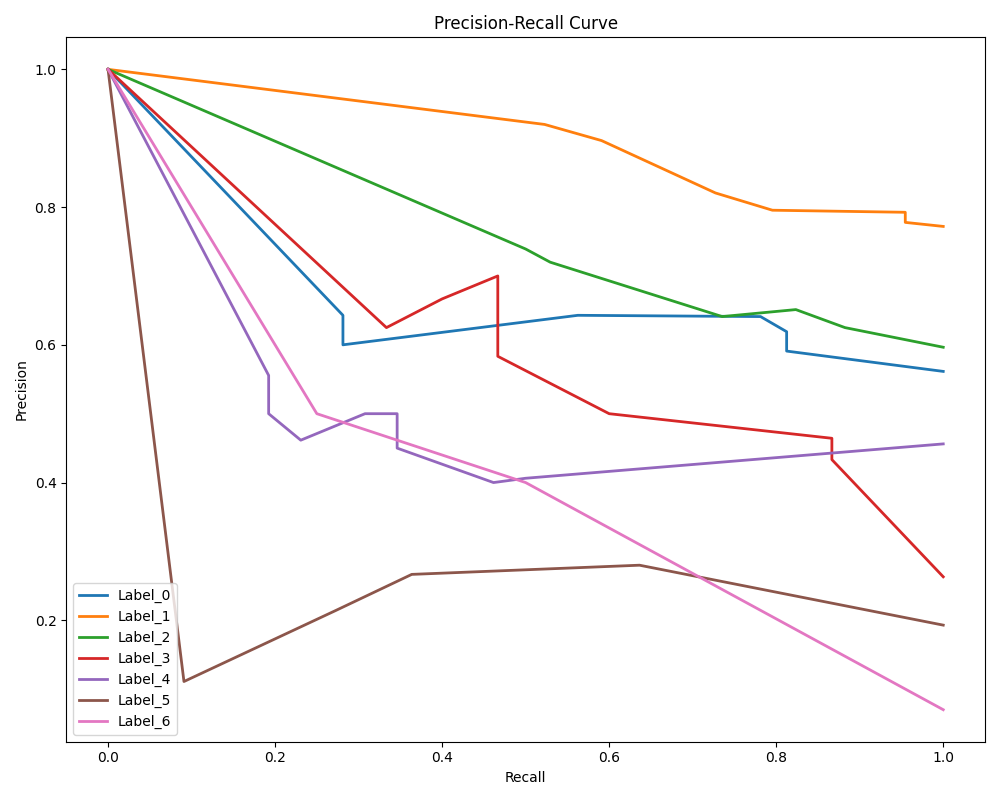 Precision-Recall Curve
Precision
1.0
0.8
0.6
0.4
0.2
Label_0
Label_1
Label_2
Label_3
Label_4
Label_5
Label_6
0.0 0.2 0.4 0.6 0.8 1.0
Recall